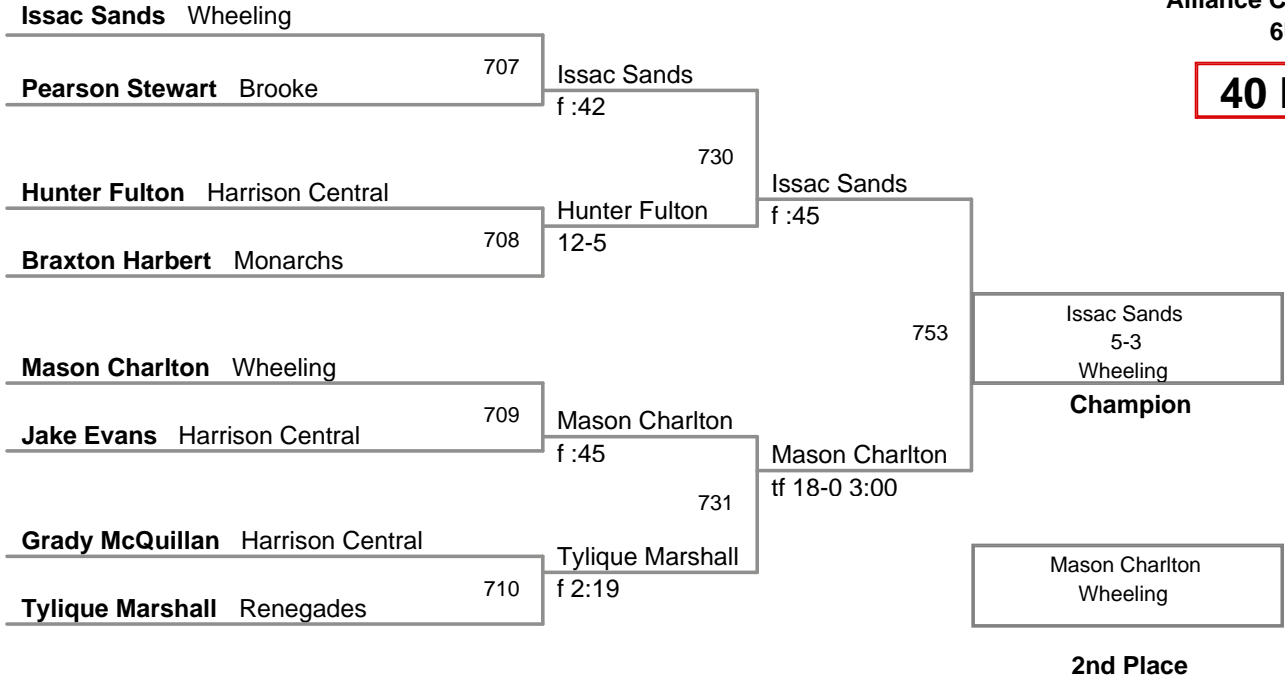 Issac Sands Wheeling
Alliance C
6
707
Pearson Stewart Brooke
Issac Sands
f :42
40
730
Hunter Fulton Harrison Central
Issac Sands
f :45
Hunter Fulton
12-5
708
Braxton Harbert Monarchs
753
Issac Sands
5-3
Wheeling
Champion
Mason Charlton Wheeling
709
Jake Evans Harrison Central
Mason Charlton
f :45
Mason Charlton
tf 18-0 3:00
731
Grady McQuillan Harrison Central
Tylique Marshall
f 2:19
710
Tylique Marshall Renegades
Mason Charlton
Wheeling
2nd Place